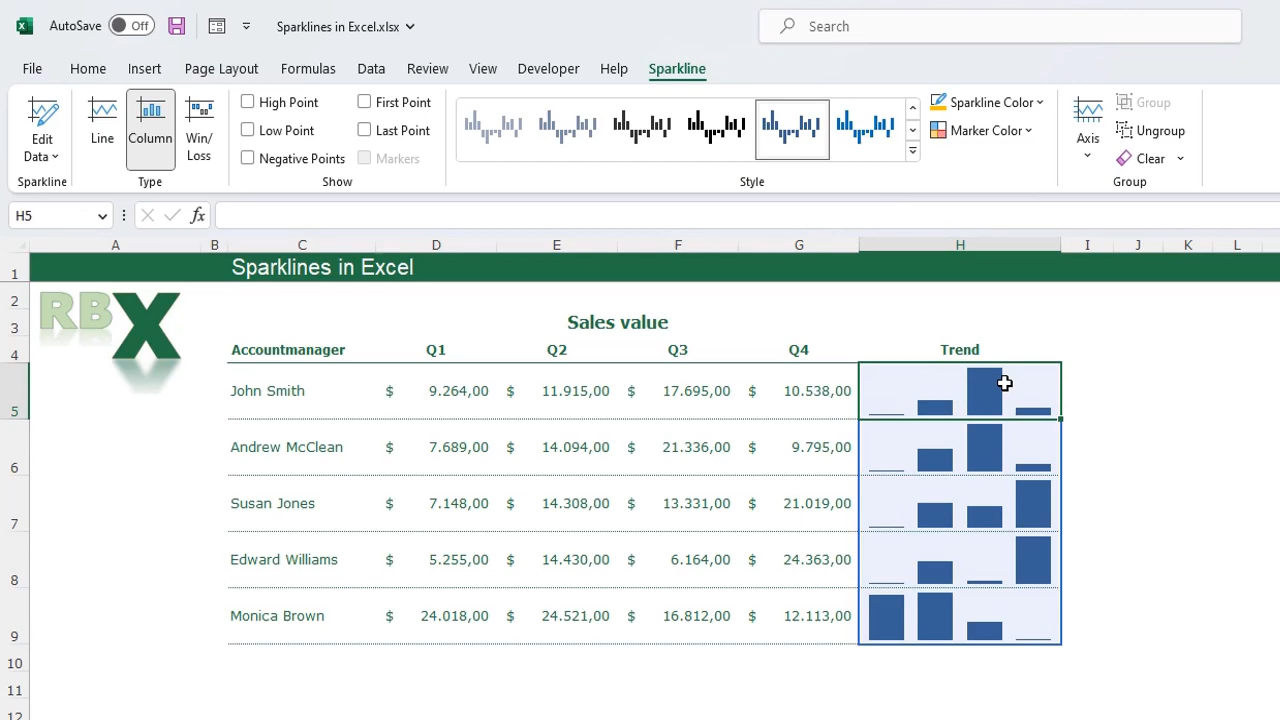 AutoSave Off Sparklines in Excel.xlsx Search
File Home Insert Page Layout Formulas Data Review View Developer Help Sparkline
Edit Data
Line
Column
Win/Loss
High Point
Low Point
Negative Points
First Point
Last Point
Markers
Sparkline Color
Marker Color
Axis
Group
Ungroup
Clear
Sparkline Type Show Style Group
H5 fx
A B C D E F G H I J K L
1 Sparklines in Excel
2 RBX
3 Sales value
4 Accountmanager Q1 Q2 Q3 Q4 Trend
5 John Smith $ 9.264,00 $ 11.915,00 $ 17.695,00 $ 10.538,00
6 Andrew McClean $ 7.689,00 $ 14.094,00 $ 21.336,00 $ 9.795,00
7 Susan Jones $ 7.148,00 $ 14.308,00 $ 13.331,00 $ 21.019,00
8 Edward Williams $ 5.255,00 $ 14.430,00 $ 6.164,00 $ 24.363,00
9 Monica Brown $ 24.018,00 $ 24.521,00 $ 16.812,00 $ 12.113,00
10
11
12